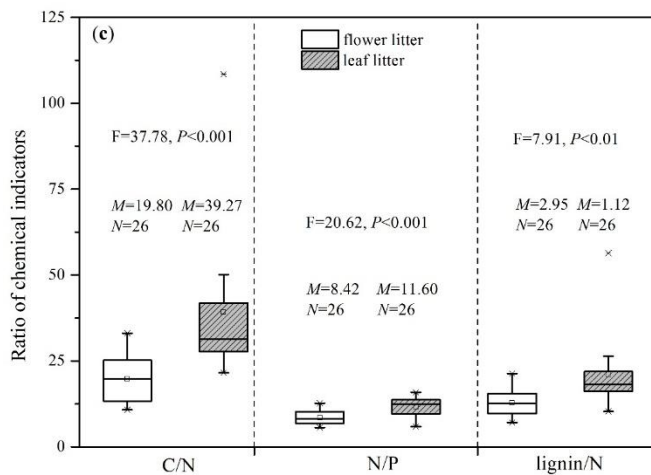 (c)
flower litter
leaf litter
F=37.78, P<0.001
F=7.91, P<0.01
M=19.80 M=39.27
N=26 N=26
M=2.95 M=1.12
N=26 N=26
F=20.62, P<0.001
M=8.42 M=11.60
N=26 N=26
125
100
75
50
25
0
Ratio of chemical indicators
C/N N/P lignin/N